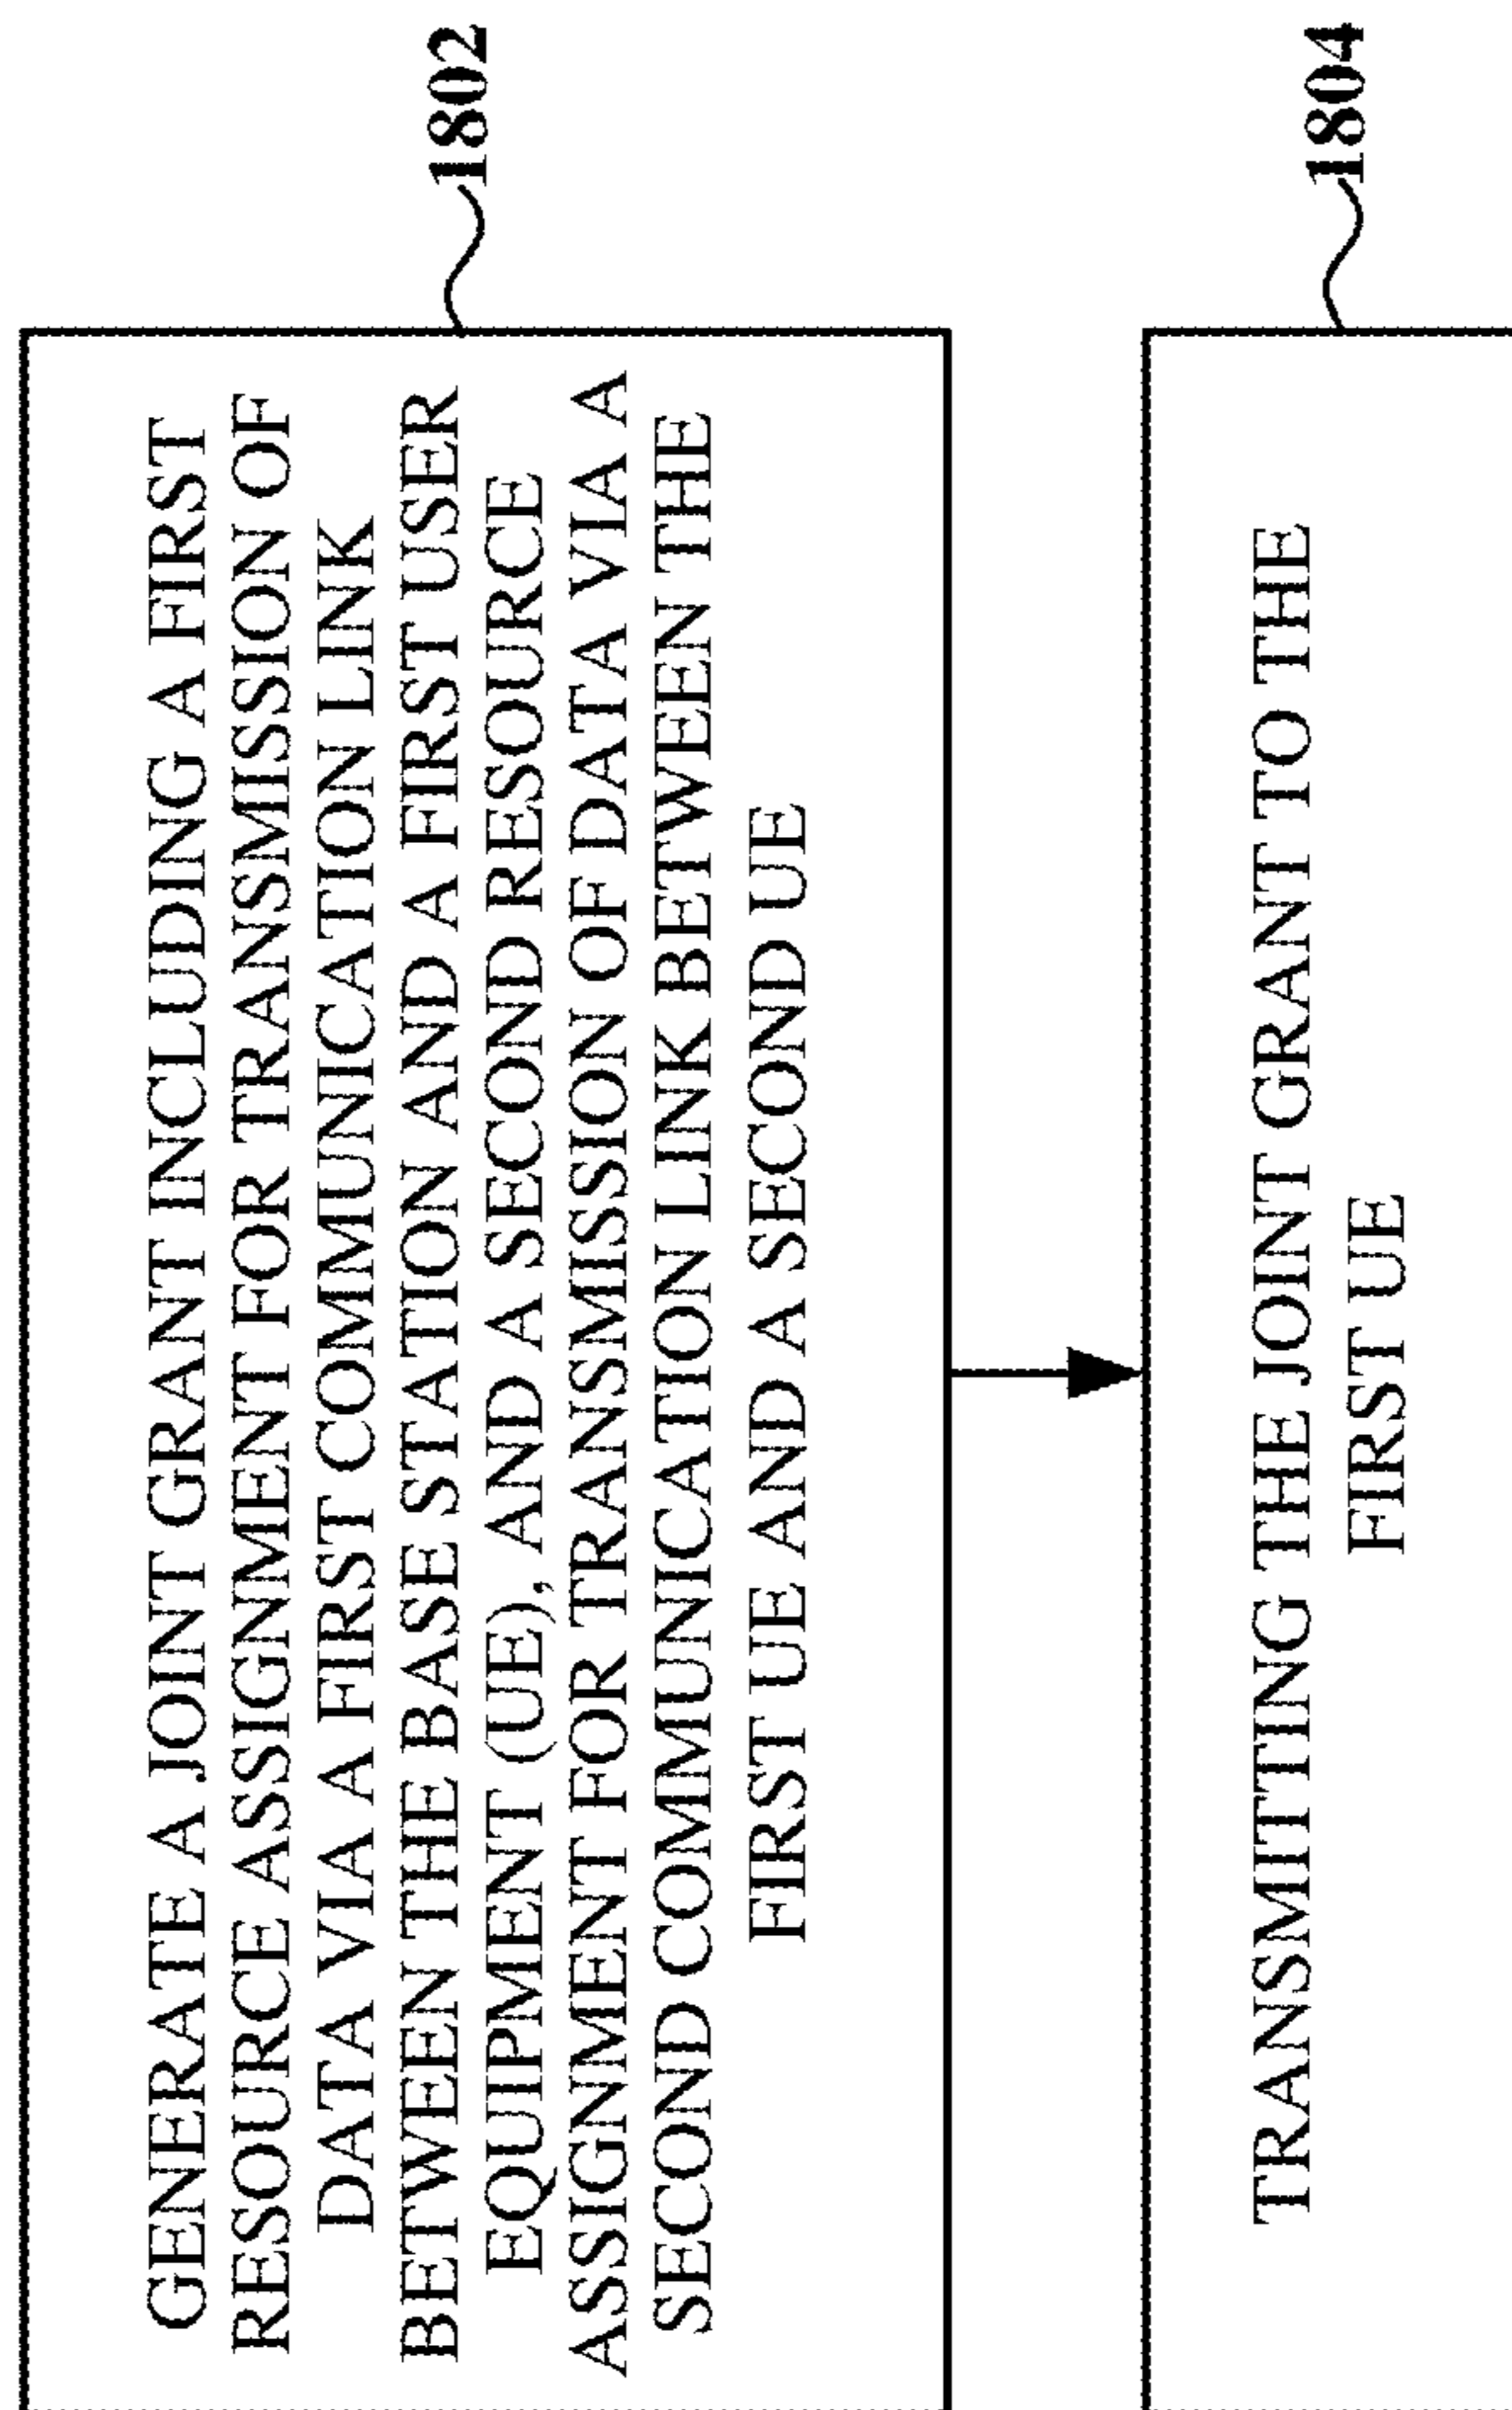 GENERATE A JOINT GRANT INCLUDING A FIRST
RESOURCE ASSIGNMENT FOR TRANSMISSION OF
DATA VIA A FIRST COMMUNICATION LINK
BETWEEN THE BASE STATION AND A FIRST USER
EQUIPMENT (UE), AND A SECOND RESOURCE
ASSIGNMENT FOR TRANSMISSION OF DATA VIA A
SECOND COMMUNICATION LINK BETWEEN THE
FIRST UE AND A SECOND UE
1802
TRANSMITTING THE JOINT GRANT TO THE
FIRST UE
1804